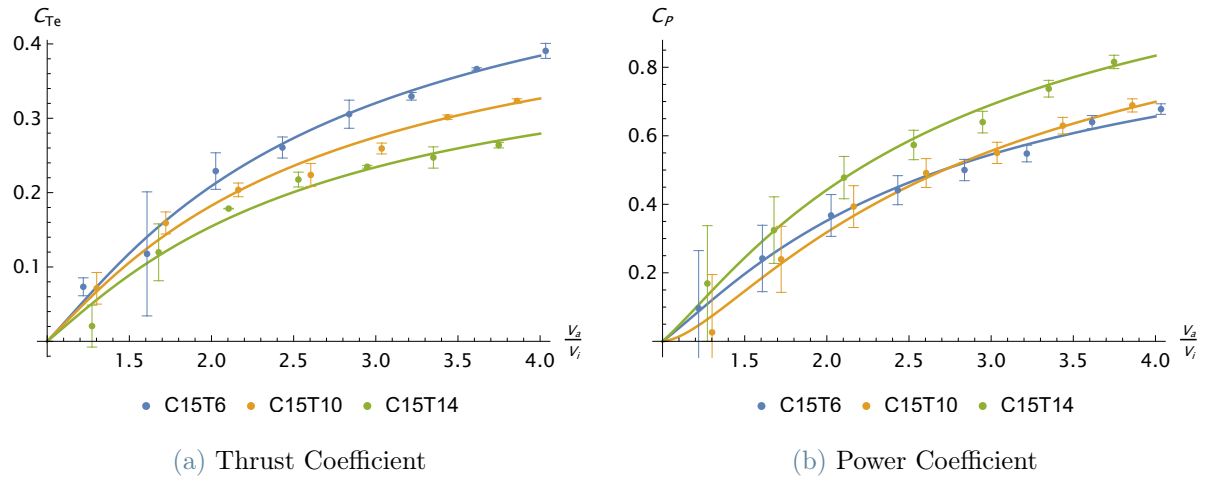 C_Te
0.4
0.3
0.2
0.1
1.5 2.0 2.5 3.0 3.5 4.0
V_a
V_i
C15T6 C15T10 C15T14
(a) Thrust Coefficient
C_P
0.8
0.6
0.4
0.2
1.5 2.0 2.5 3.0 3.5 4.0
V_a
V_i
C15T6 C15T10 C15T14
(b) Power Coefficient